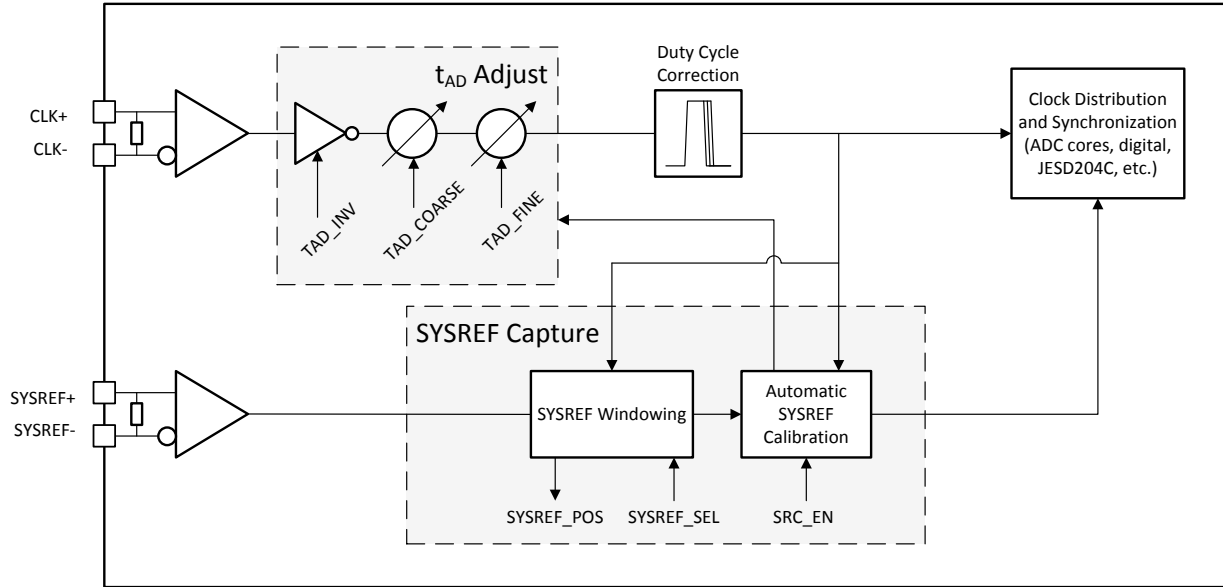 Duty Cycle
Correction
tAD Adjust
Clock Distribution
and Synchronization
(ADC cores, digital,
JESD204C, etc.)
CLK+
CLK-
TAD_INV
TAD_COARSE
TAD_FINE
SYSREF Capture
SYSREF+
SYSREF-
SYSREF Windowing
Automatic
SYSREF
Calibration
SYSREF_POS
SYSREF_SEL
SRC_EN